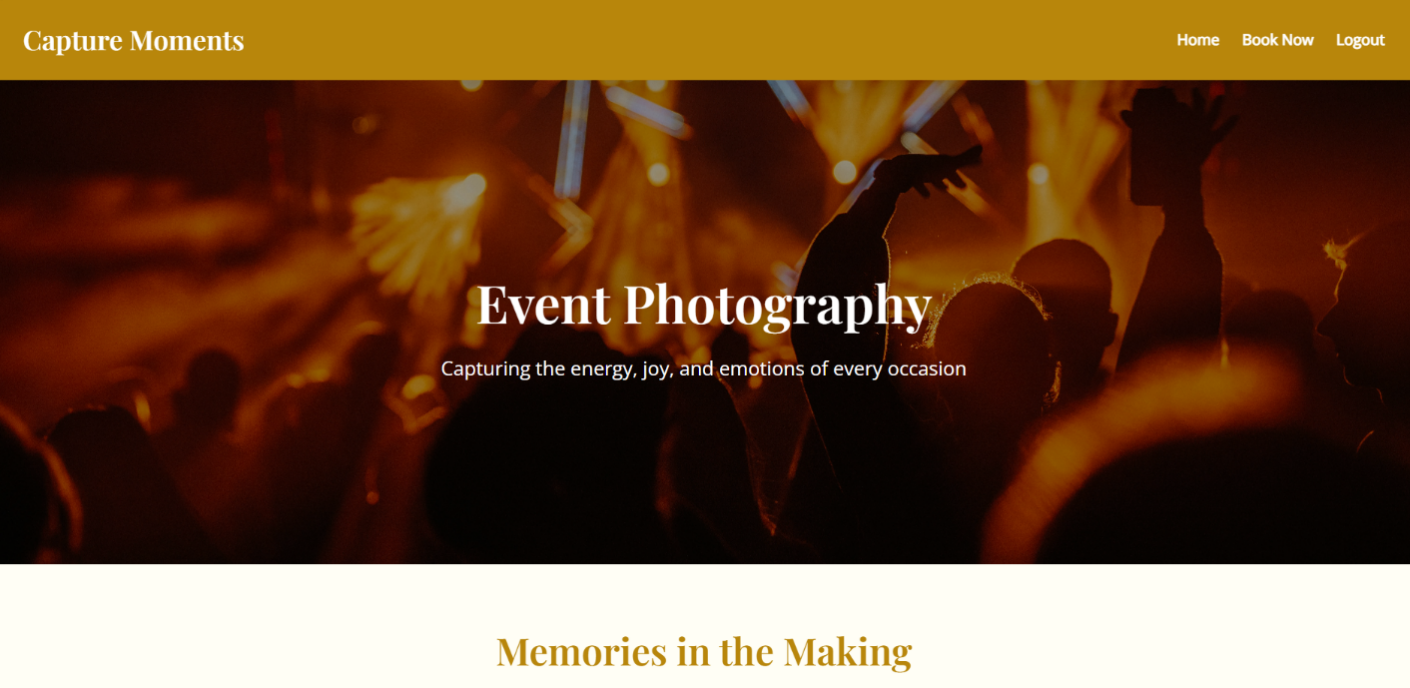 Capture Moments
Home Book Now Logout
Event Photography
Capturing the energy, joy, and emotions of every occasion
Memories in the Making